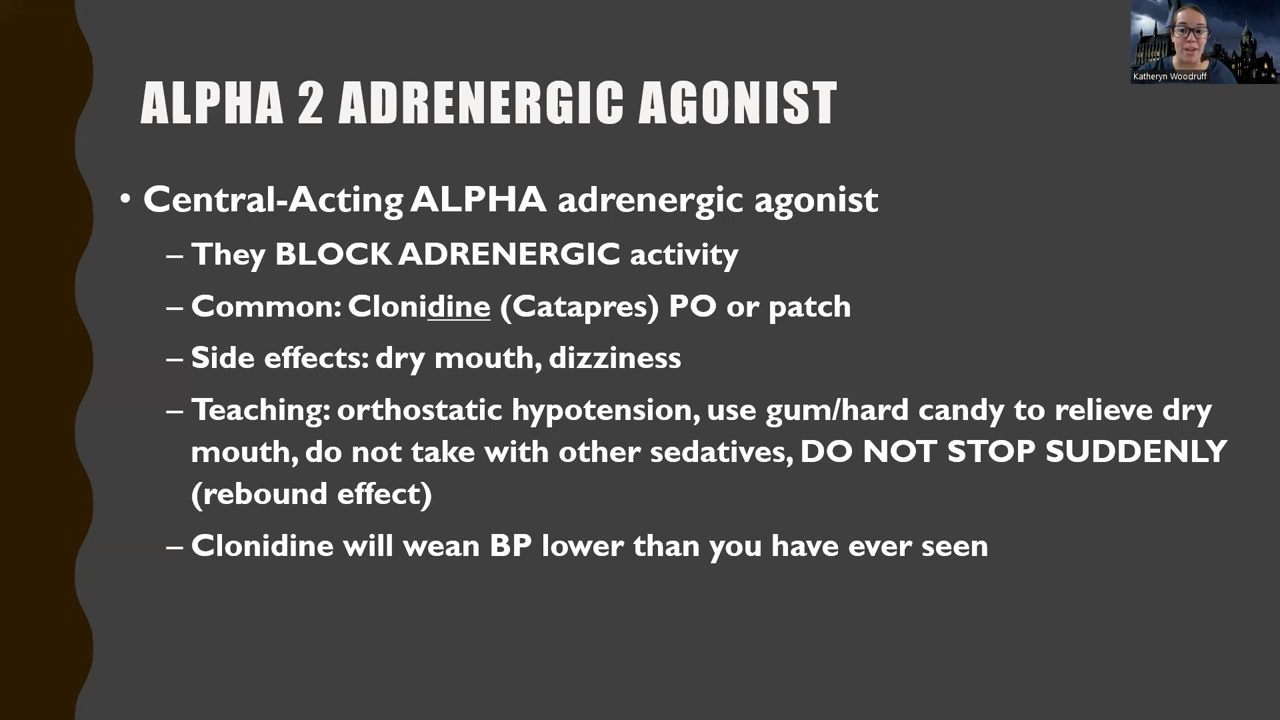 ALPHA 2 ADRENERGIC AGONIST
• Central-Acting ALPHA adrenergic agonist
– They BLOCK ADRENERGIC activity
– Common: Clonidine (Catapres) PO or patch
– Side effects: dry mouth, dizziness
– Teaching: orthostatic hypotension, use gum/hard candy to relieve dry
mouth, do not take with other sedatives, DO NOT STOP SUDDENLY
(rebound effect)
– Clonidine will wean BP lower than you have ever seen
Katheryn Woodruff